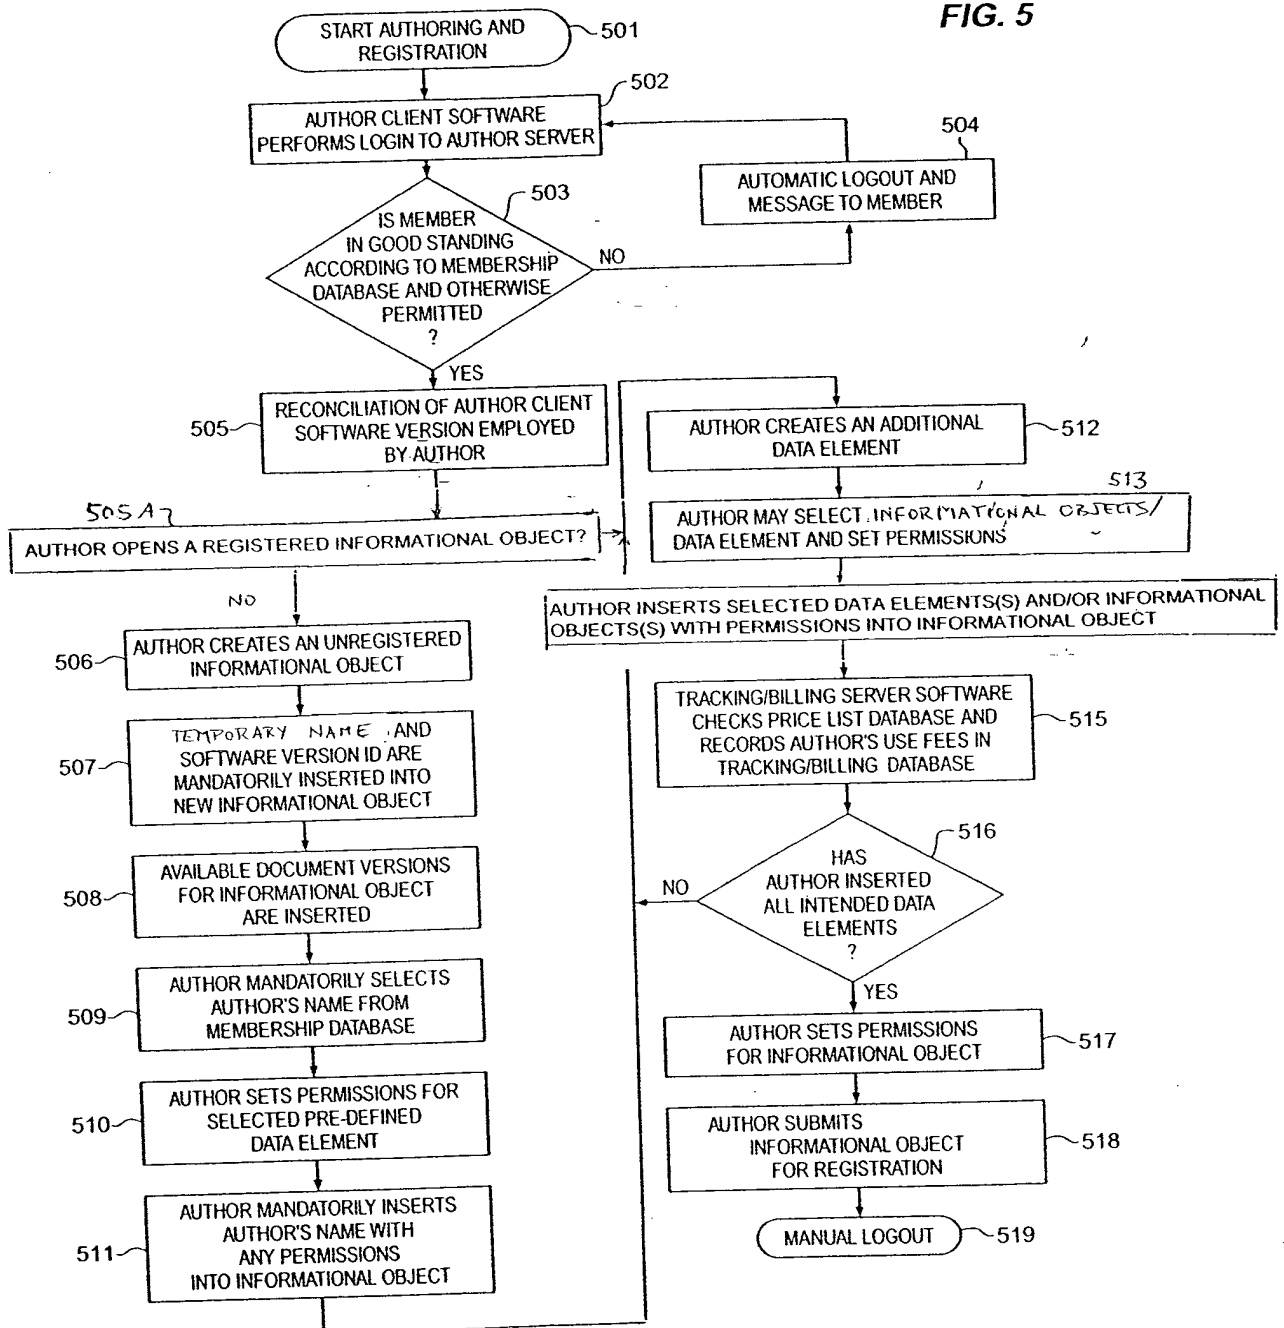 FIG. 5
START AUTHORING AND
REGISTRATION
501
502
AUTHOR CLIENT SOFTWARE
PERFORMS LOGIN TO AUTHOR SERVER
504
AUTOMATIC LOGOUT AND
MESSAGE TO MEMBER
503
IS MEMBER
IN GOOD STANDING
ACCORDING TO MEMBERSHIP
DATABASE AND OTHERWISE
PERMITTED
?
NO
YES
505
RECONCILIATION OF AUTHOR CLIENT
SOFTWARE VERSION EMPLOYED
BY AUTHOR
505A
AUTHOR OPENS A REGISTERED INFORMATIONAL OBJECT?
NO
506
AUTHOR CREATES AN UNREGISTERED
INFORMATIONAL OBJECT
507
TEMPORARY NAME AND
SOFTWARE VERSION ID ARE
MANDATORILY INSERTED INTO
NEW INFORMATIONAL OBJECT
508
AVAILABLE DOCUMENT VERSIONS
FOR INFORMATIONAL OBJECT
ARE INSERTED
509
AUTHOR MANDATORILY SELECTS
AUTHOR'S NAME FROM
MEMBERSHIP DATABASE
510
AUTHOR SETS PERMISSIONS FOR
SELECTED PRE-DEFINED
DATA ELEMENT
511
AUTHOR MANDATORILY INSERTS
AUTHOR'S NAME WITH
ANY PERMISSIONS
INTO INFORMATIONAL OBJECT
AUTHOR CREATES AN ADDITIONAL
DATA ELEMENT
512
513
AUTHOR MAY SELECT INFORMATIONAL OBJECTS/
DATA ELEMENT AND SET PERMISSIONS
AUTHOR INSERTS SELECTED DATA ELEMENTS(S) AND/OR INFORMATIONAL
OBJECTS(S) WITH PERMISSIONS INTO INFORMATIONAL OBJECT
TRACKING/BILLING SERVER SOFTWARE
CHECKS PRICE LIST DATABASE AND
RECORDS AUTHOR'S USE FEES IN
TRACKING/BILLING DATABASE
515
516
HAS
AUTHOR INSERTED
ALL INTENDED DATA
ELEMENTS
?
NO
YES
AUTHOR SETS PERMISSIONS
FOR INFORMATIONAL OBJECT
517
AUTHOR SUBMITS
INFORMATIONAL OBJECT
FOR REGISTRATION
518
MANUAL LOGOUT
519